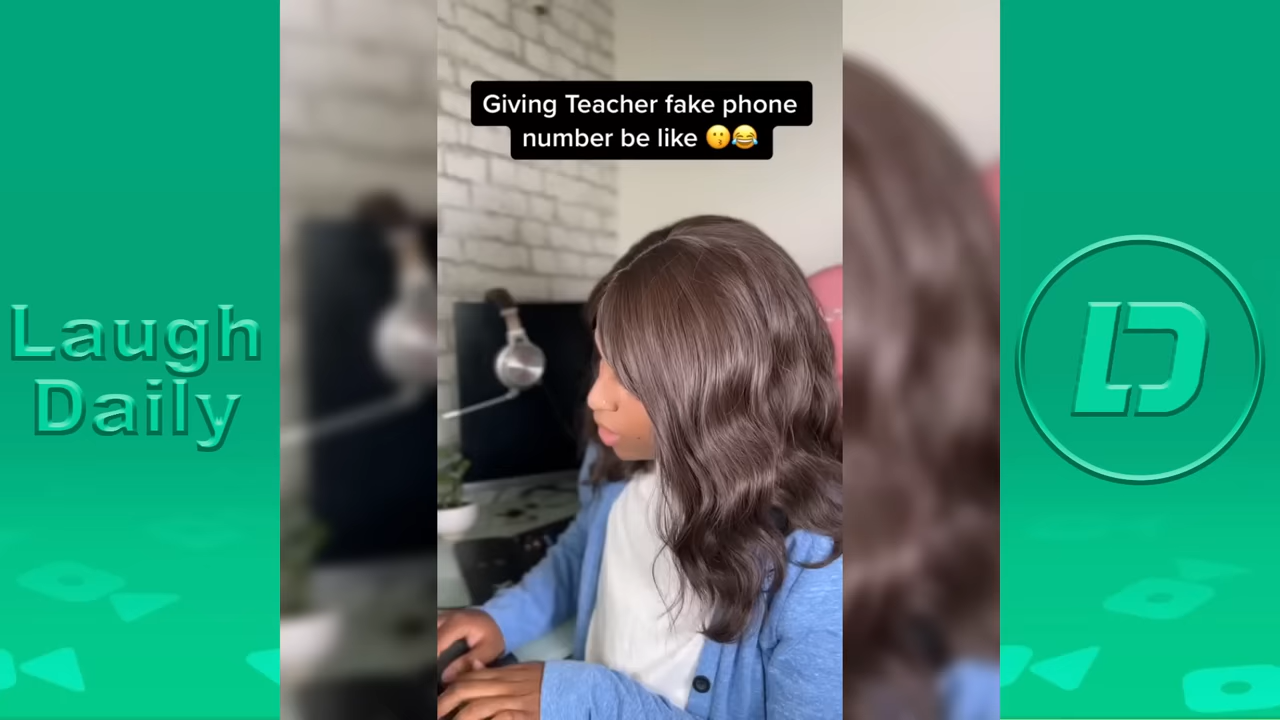 Giving Teacher fake phone
number be like 😗😂
Laugh
Daily
LD